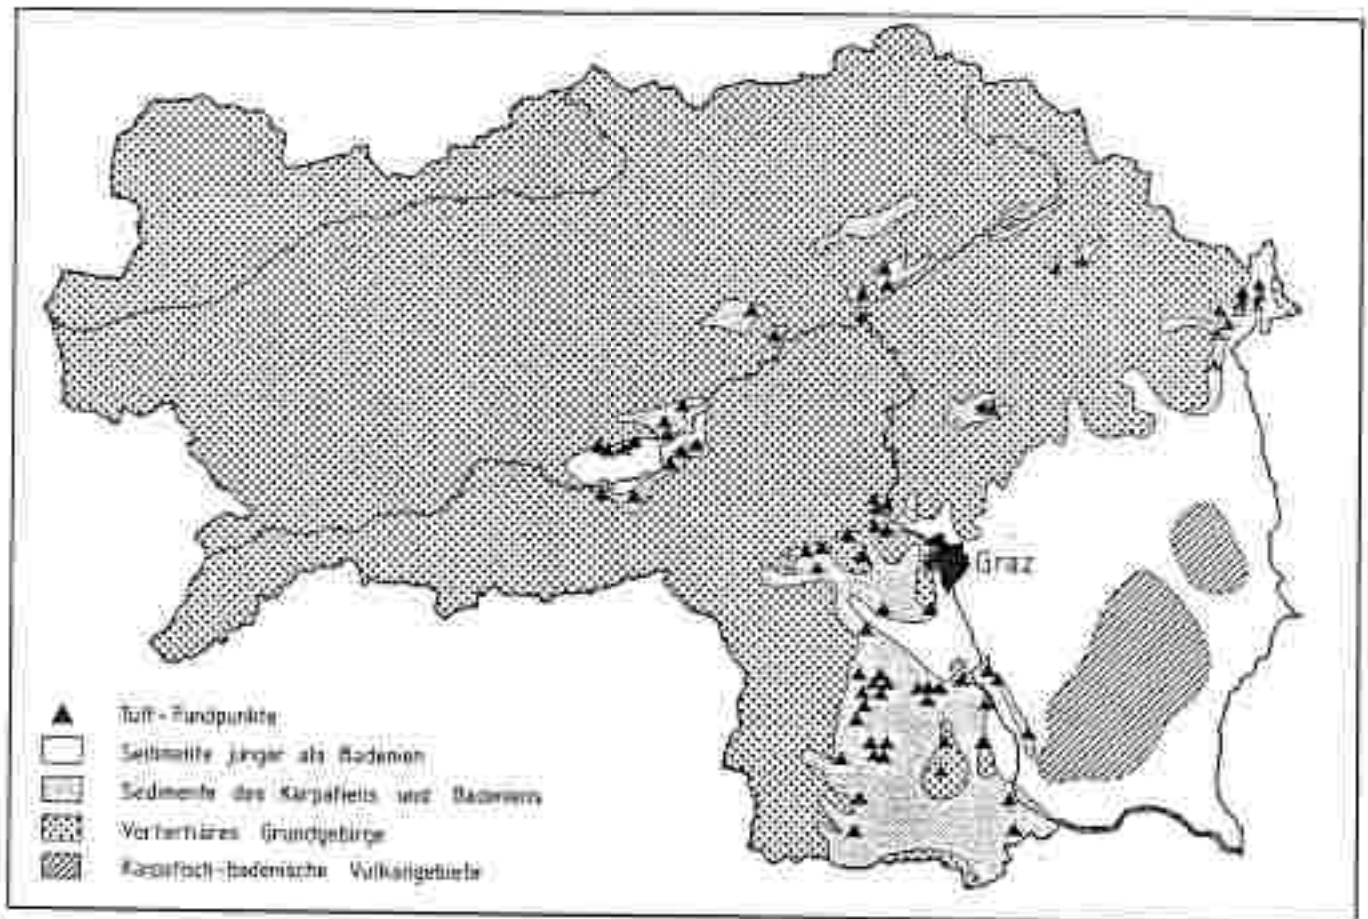 Graz
Tuff-Fundpunkte
Sedimente jünger als Badenien
Sedimente des Karpatiens und Badeniens
Vortertiäres Grundgebirge
Karpatisch-badenische Vulkangebiete